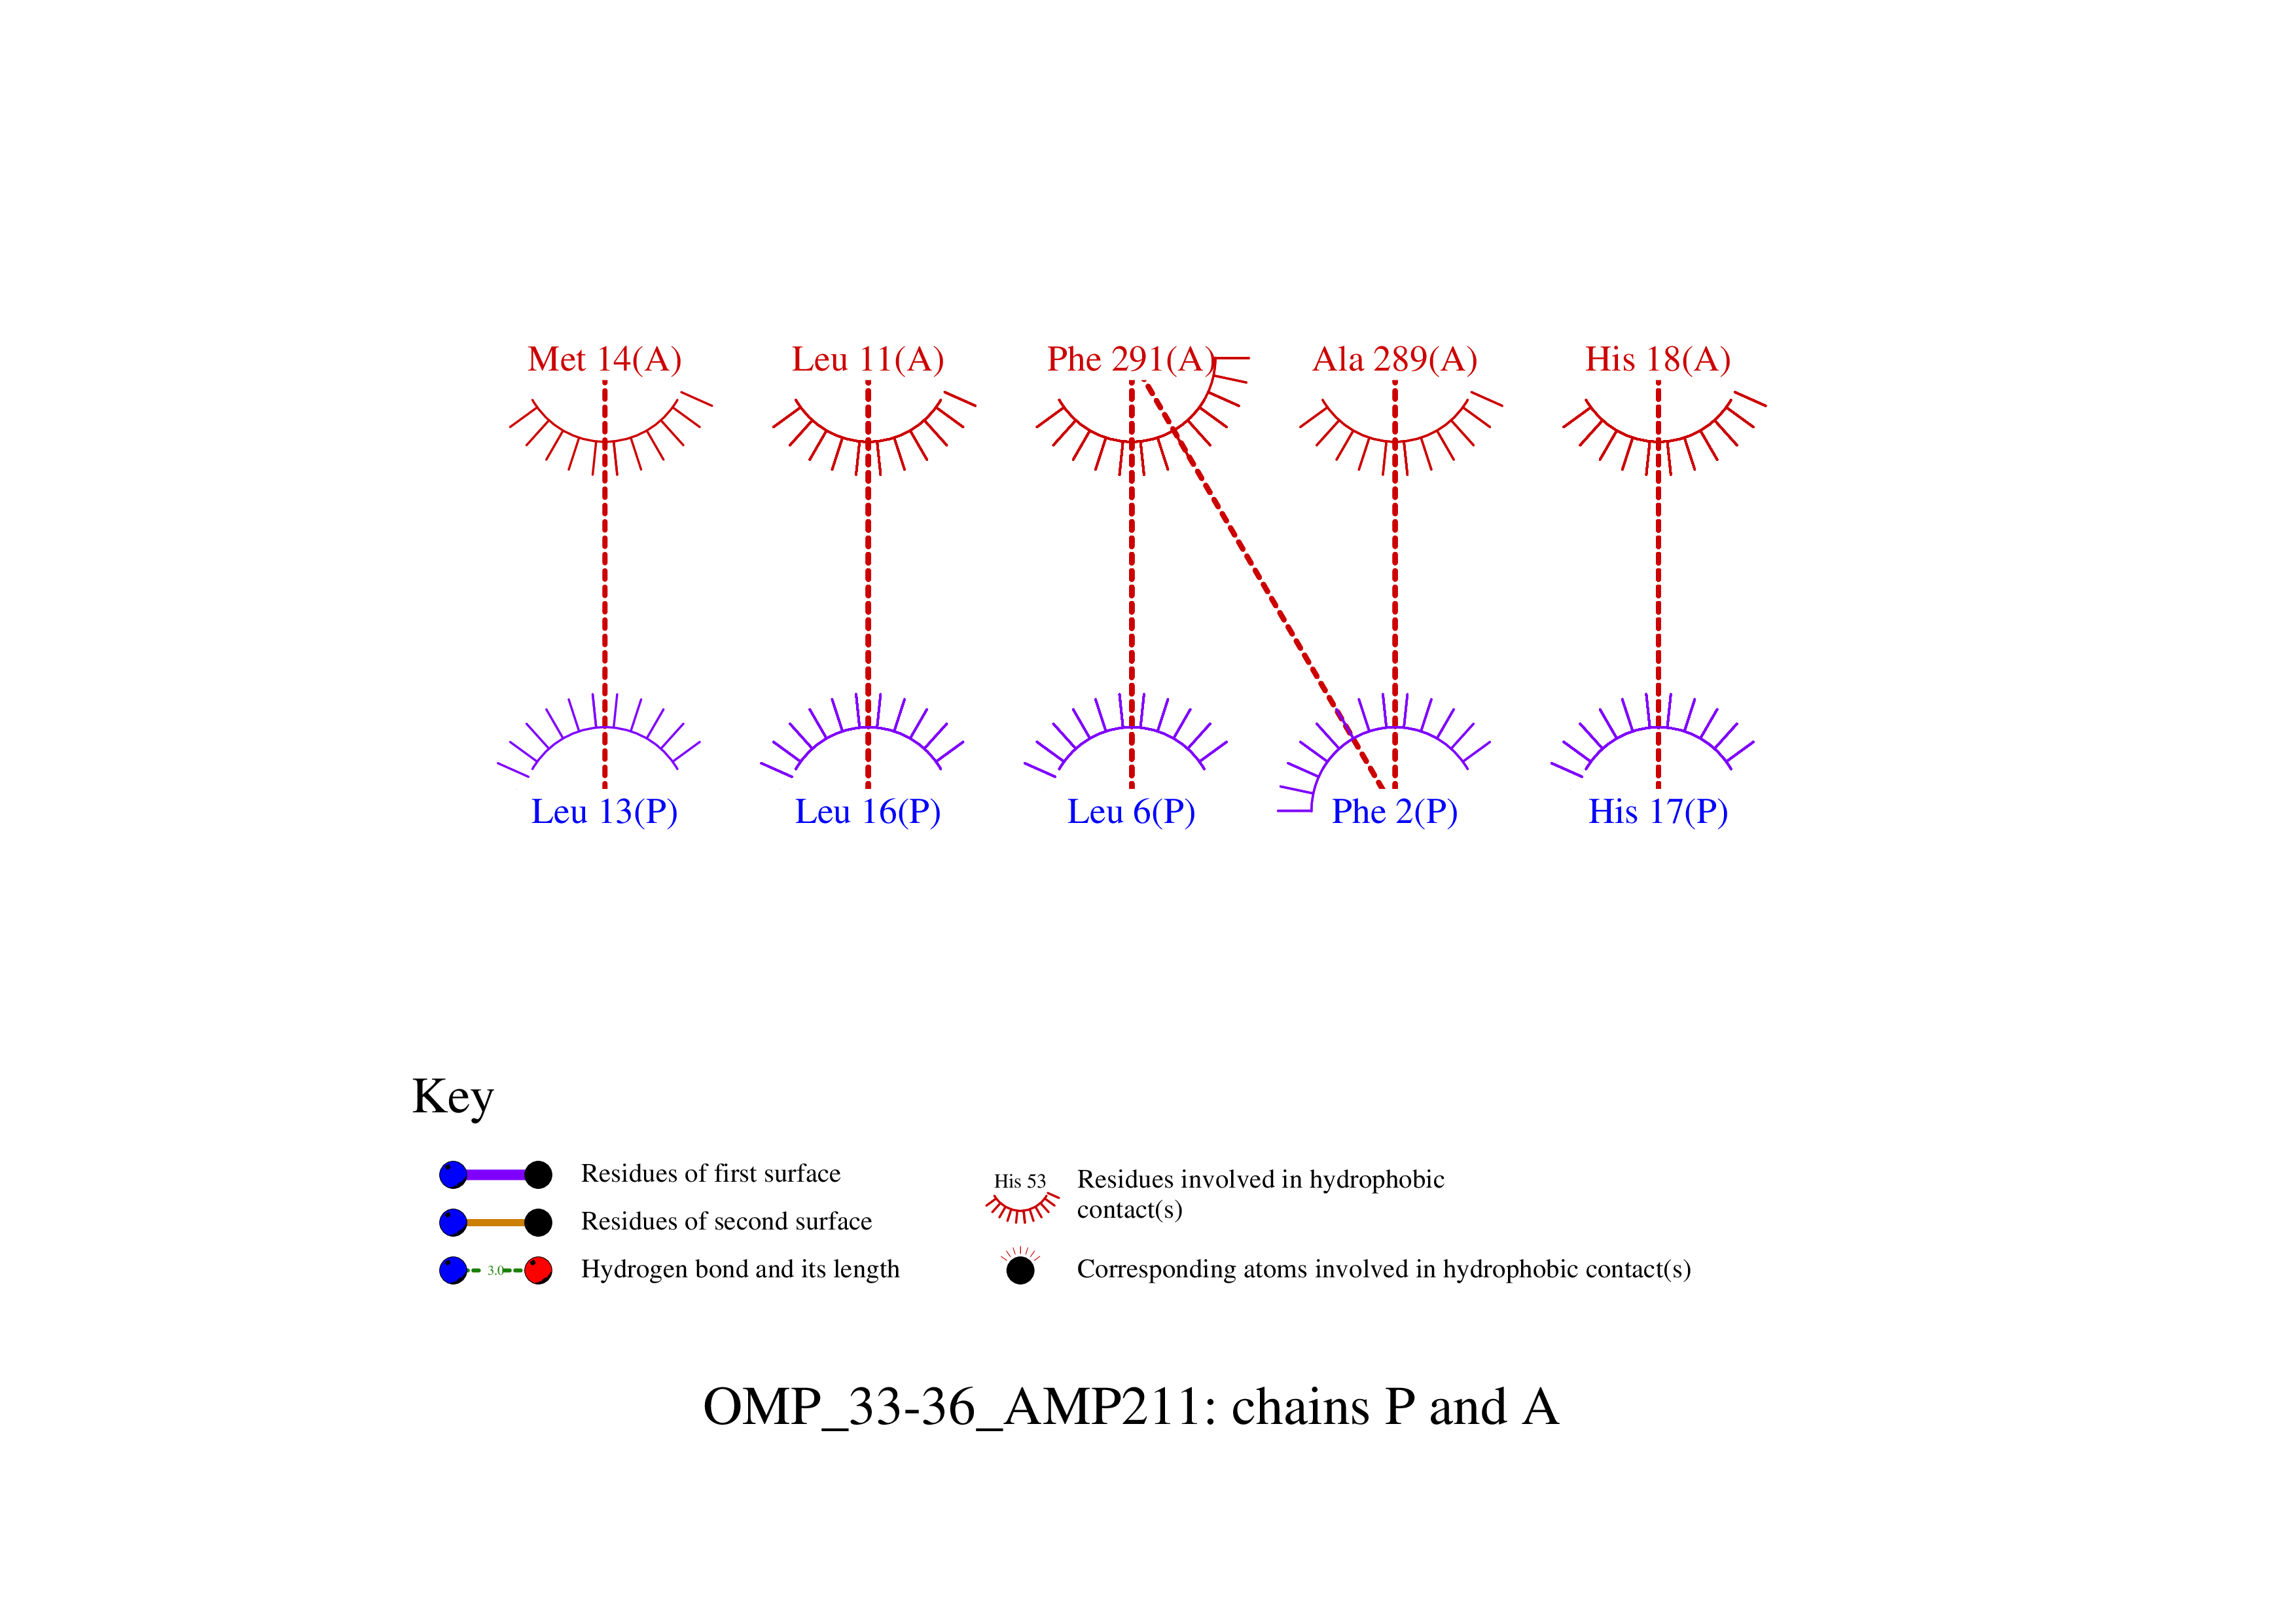 Met 14(A) Leu 11(A) Phe 291(A) Ala 289(A) His 18(A)
Leu 13(P) Leu 16(P) Leu 6(P) Phe 2(P) His 17(P)
Key
Residues of first surface
Residues of second surface
3.0 Hydrogen bond and its length
His 53 Residues involved in hydrophobic
contact(s)
Corresponding atoms involved in hydrophobic contact(s)
OMP_33-36_AMP211: chains P and A